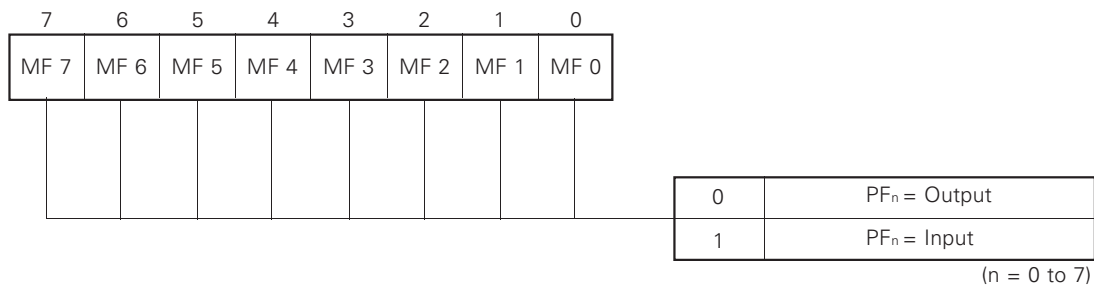 7 6 5 4 3 2 1 0
MF 7 MF 6 MF 5 MF 4 MF 3 MF 2 MF 1 MF 0
0 PFn = Output
1 PFn = Input
(n = 0 to 7)